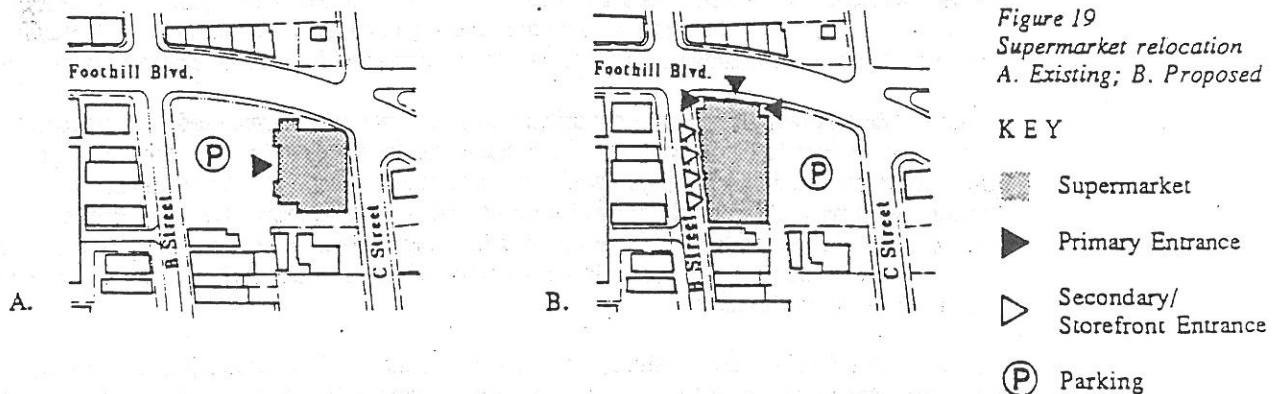 Figure 19
Supermarket relocation
A. Existing; B. Proposed
KEY
Supermarket
Primary Entrance
Secondary/
Storefront Entrance
P Parking
Foothill Blvd.
P
B Street
C Street
A.
Foothill Blvd.
P
B Street
C Street
B.